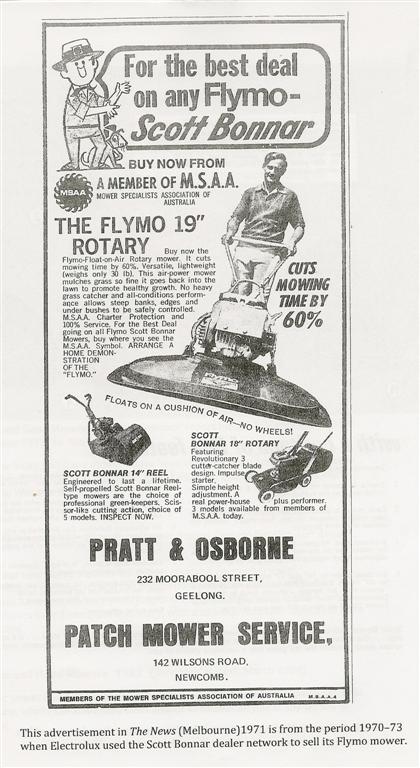 For the best deal
on any Flymo-
Scott Bonnar
BUY NOW FROM
MSAA
A MEMBER OF M.S.A.A.
MOWER SPECIALISTS ASSOCIATION OF
AUSTRALIA
THE FLYMO 19"
ROTARY
Buy now the
Flymo-Float-on-Air Rotary mower. It cuts
mowing time by 60%. Versatile, lightweight
(weighs only 30 lb). This air-power mower
mulches grass so fine it goes back into the
lawn to promote healthy growth. No heavy
grass catcher and all-conditions perform-
ance allows steep banks, edges and
under bushes to be safely controlled.
M.S.A.A. Charter Protection and
100% Service. For the Best Deal
going on all Flymo Scott Bonnar
Mowers, buy where you see the
M.S.A.A. Symbol. ARRANGE A
HOME DEMON-
STRATION
OF THE
"FLYMO."
CUTS
MOWING
TIME BY
60%
FLOATS ON A CUSHION OF AIR—NO WHEELS!
SCOTT BONNAR 14" REEL
Engineered to last a lifetime.
Self-propelled Scott Bonnar Reel-
type mowers are the choice of
professional green-keepers. Scis-
sor-like cutting action, choice of
5 models. INSPECT NOW.
SCOTT
BONNAR 18" ROTARY
Featuring
Revolutionary 3
cutter-catcher blade
design. Impulse
starter.
Simple height
adjustment. A
real power-house plus performer.
3 models available from members of
M.S.A.A. today.
PRATT & OSBORNE
232 MOORABOOL STREET,
GEELONG.
PATCH MOWER SERVICE,
142 WILSONS ROAD,
NEWCOMB.
MEMBERS OF THE MOWER SPECIALISTS ASSOCIATION OF AUSTRALIA M.S.A.A.4
This advertisement in The News (Melbourne)1971 is from the period 1970–73
when Electrolux used the Scott Bonnar dealer network to sell its Flymo mower.